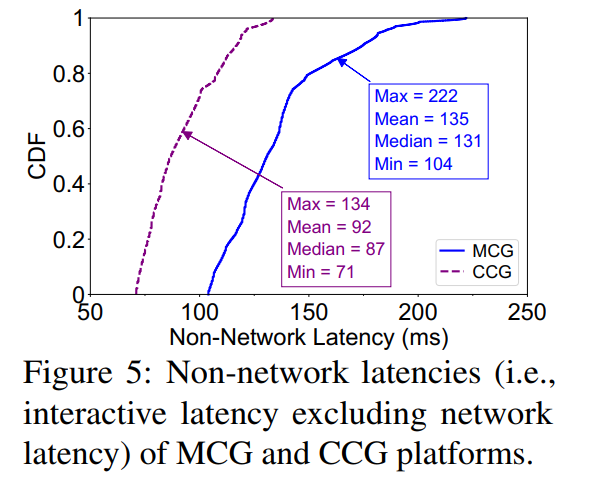 1
0.8
0.6
0.4
0.2
0
CDF
Max = 222
Mean = 135
Median = 131
Min = 104
Max = 134
Mean = 92
Median = 87
Min = 71
MCG
CCG
50
100
150
200
250
Non-Network Latency (ms)
Figure 5: Non-network latencies (i.e.,
interactive latency excluding network
latency) of MCG and CCG platforms.